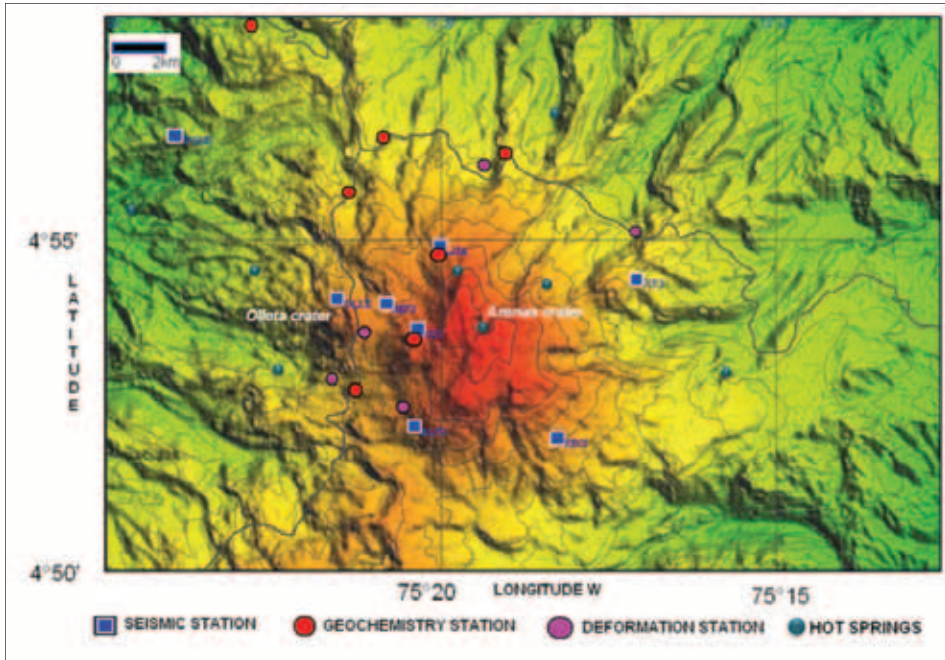 0 2km
4°55'
LATITUDE
Olleta crater
Arenas crater
4°50'
75°20 LONGITUDE W 75°15
SEISMIC STATION GEOCHEMISTRY STATION DEFORMATION STATION HOT SPRINGS